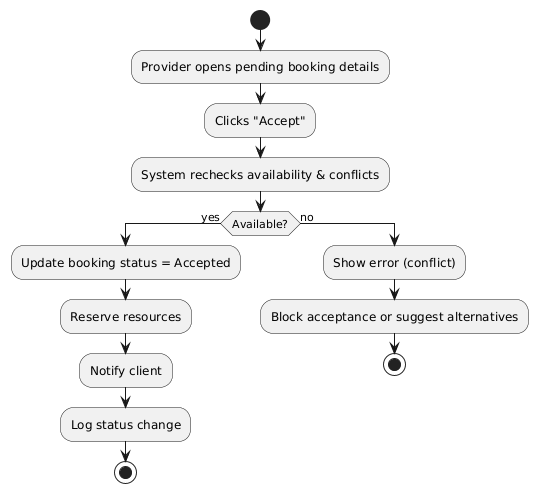 Provider opens pending booking details
Clicks "Accept"
System rechecks availability & conflicts
Available?
yes
no
Update booking status = Accepted
Show error (conflict)
Reserve resources
Block acceptance or suggest alternatives
Notify client
Log status change